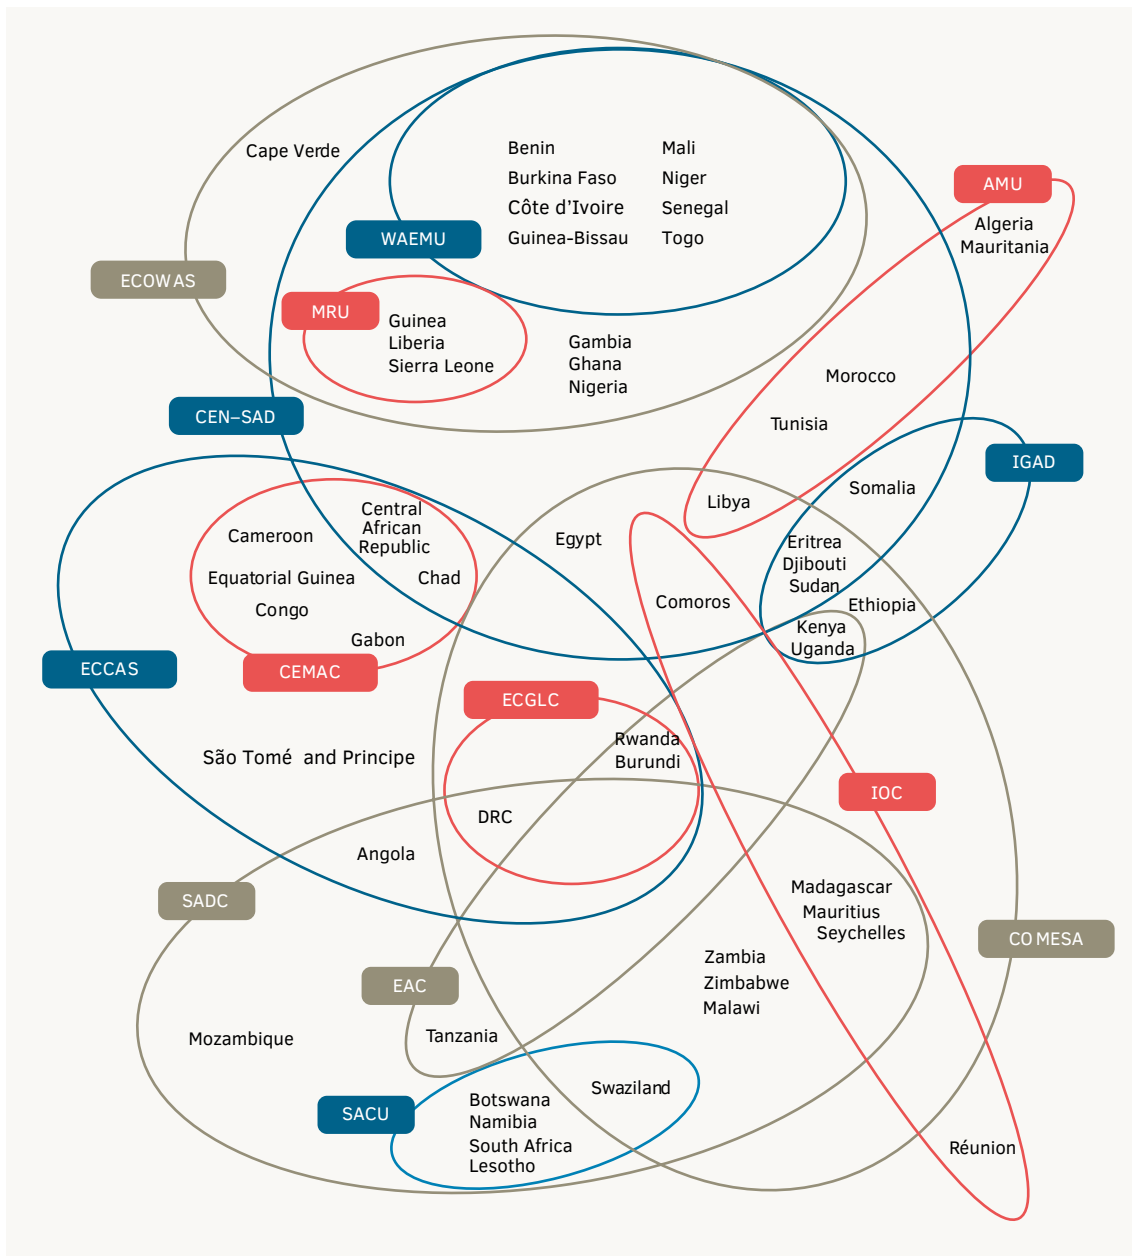 Cape Verde
Benin
Burkina Faso
Côte d’Ivoire
Guinea-Bissau
Mali
Niger
Senegal
Togo
WAEMU
ECOWAS
MRU
Guinea
Liberia
Sierra Leone
Gambia
Ghana
Nigeria
AMU
Algeria
Mauritania
Morocco
Tunisia
Libya
CEN–SAD
IGAD
Somalia
Eritrea
Djibouti
Sudan
Ethiopia
Kenya
Uganda
Egypt
Comoros
Cameroon
Central
African
Republic
Equatorial Guinea
Chad
Congo
Gabon
CEMAC
ECCAS
ECGLC
Rwanda
Burundi
DRC
São Tomé and Principe
Angola
IOC
SADC
Madagascar
Mauritius
Seychelles
COMESA
Zambia
Zimbabwe
Malawi
EAC
Tanzania
Mozambique
SACU
Swaziland
Botswana
Namibia
South Africa
Lesotho
Réunion